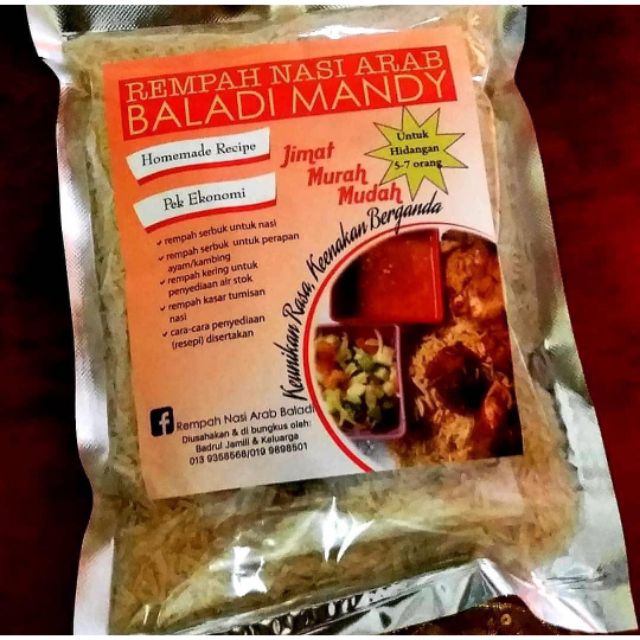 REMPAH NASI ARAB
BALADI MANDY
Homemade Recipe
Pek Ekonomi
Jimat
Murah
Mudah
Untuk
Hidangan
5-7 orang
rempah serbuk untuk nasi
rempah serbuk untuk perapan
ayam/kambing
rempah kering untuk
penyediaan air stok
rempah kasar tumisan
nasi
cara-cara penyediaan
(resepi) disertakan
Keunikan Rasa, Keenakan Berganda
f Rempah Nasi Arab Baladi
Diusahakan & di bungkus oleh:
Badrul Jamili & Keluarga
013 9358568/019 9698501